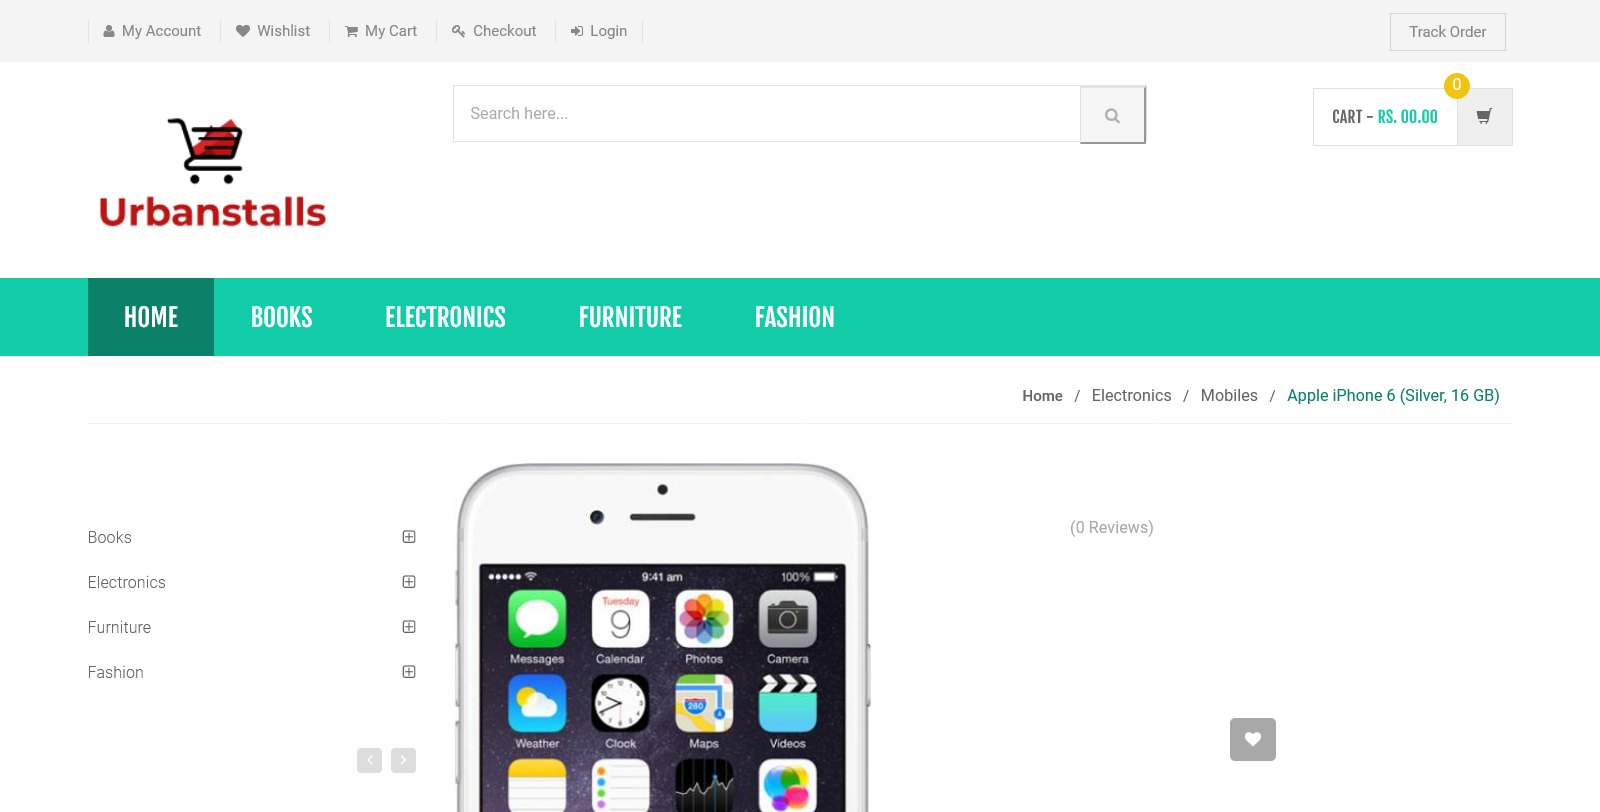 My Account Wishlist My Cart Checkout Login Track Order
Search here...
0
CART - RS. 00.00
Urbanstalls
HOME BOOKS ELECTRONICS FURNITURE FASHION
Home / Electronics / Mobiles / Apple iPhone 6 (Silver, 16 GB)
(0 Reviews)
Books
Electronics
Furniture
Fashion
9:41 am 100%
Tuesday
9
280
Messages Calendar Photos Camera
Weather Clock Maps Videos